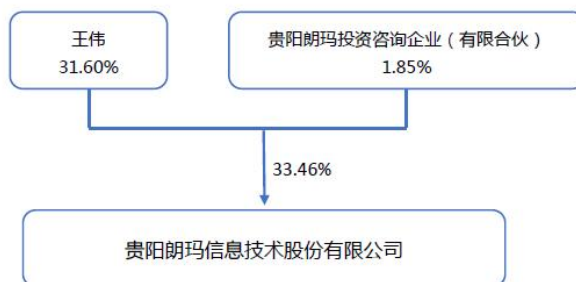 王伟
31.60%
贵阳朗玛投资咨询企业（有限合伙）
1.85%
33.46%
贵阳朗玛信息技术股份有限公司